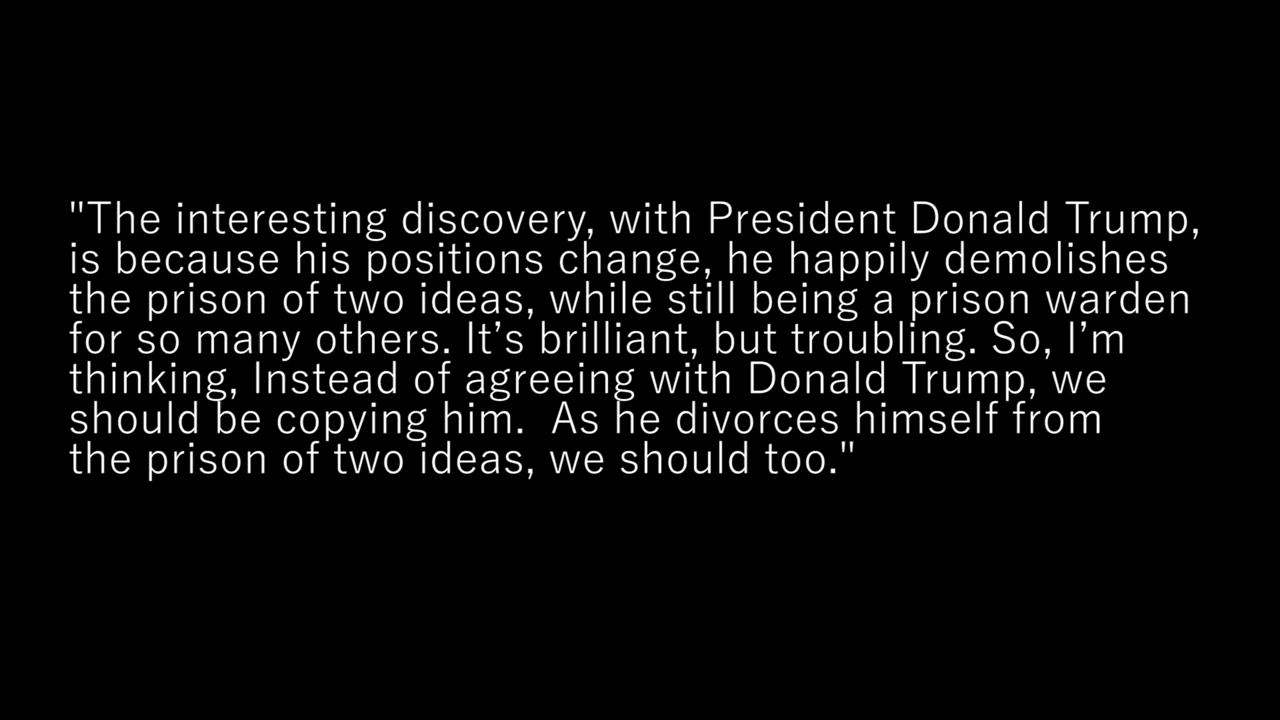 "The interesting discovery, with President Donald Trump,
is because his positions change, he happily demolishes
the prison of two ideas, while still being a prison warden
for so many others. It’s brilliant, but troubling. So, I’m
thinking, Instead of agreeing with Donald Trump, we
should be copying him.  As he divorces himself from
the prison of two ideas, we should too."